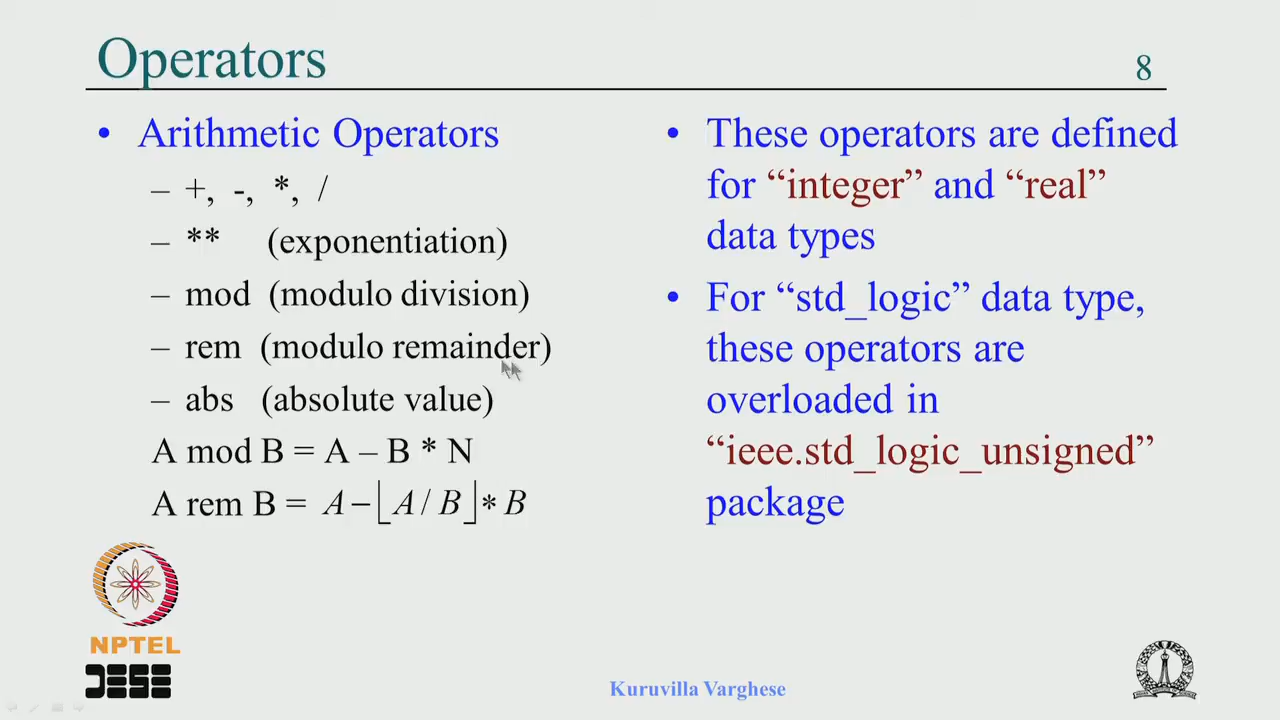 Operators
8
• Arithmetic Operators
– +, -, *, /
– ** (exponentiation)
– mod (modulo division)
– rem (modulo remainder)
– abs (absolute value)
A mod B = A – B * N
A rem B = A − ⌊A / B⌋ * B
• These operators are defined
for “integer” and “real”
data types
• For “std_logic” data type,
these operators are
overloaded in
“ieee.std_logic_unsigned”
package
NPTEL
DESE
Kuruvilla Varghese